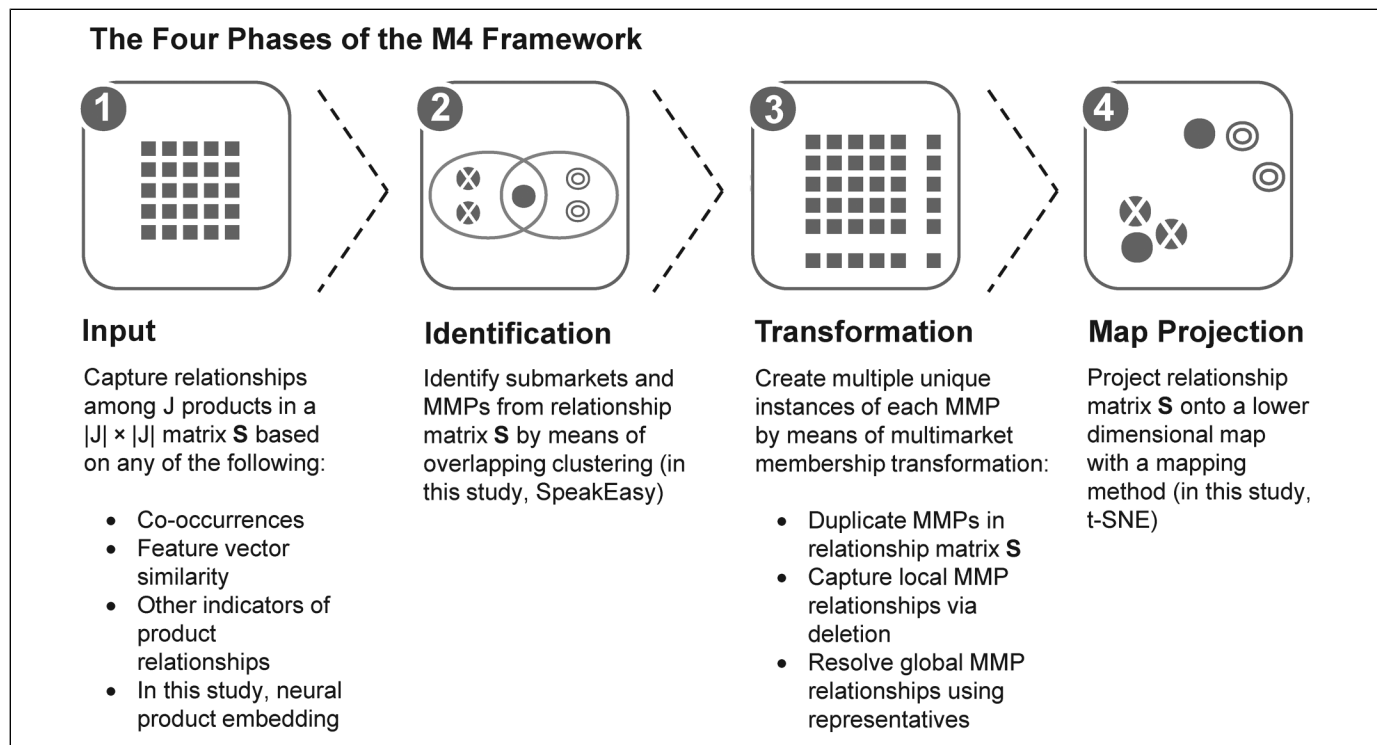 The Four Phases of the M4 Framework
1
2
3
4
Input
Capture relationships
among J products in a
|J| × |J| matrix S based
on any of the following:
• Co-occurrences
• Feature vector
similarity
• Other indicators of
product
relationships
• In this study, neural
product embedding
Identification
Identify submarkets and
MMPs from relationship
matrix S by means of
overlapping clustering (in
this study, SpeakEasy)
Transformation
Create multiple unique
instances of each MMP
by means of multimarket
membership transformation:
• Duplicate MMPs in
relationship matrix S
• Capture local MMP
relationships via
deletion
• Resolve global MMP
relationships using
representatives
Map Projection
Project relationship
matrix S onto a lower
dimensional map
with a mapping
method (in this study,
t-SNE)